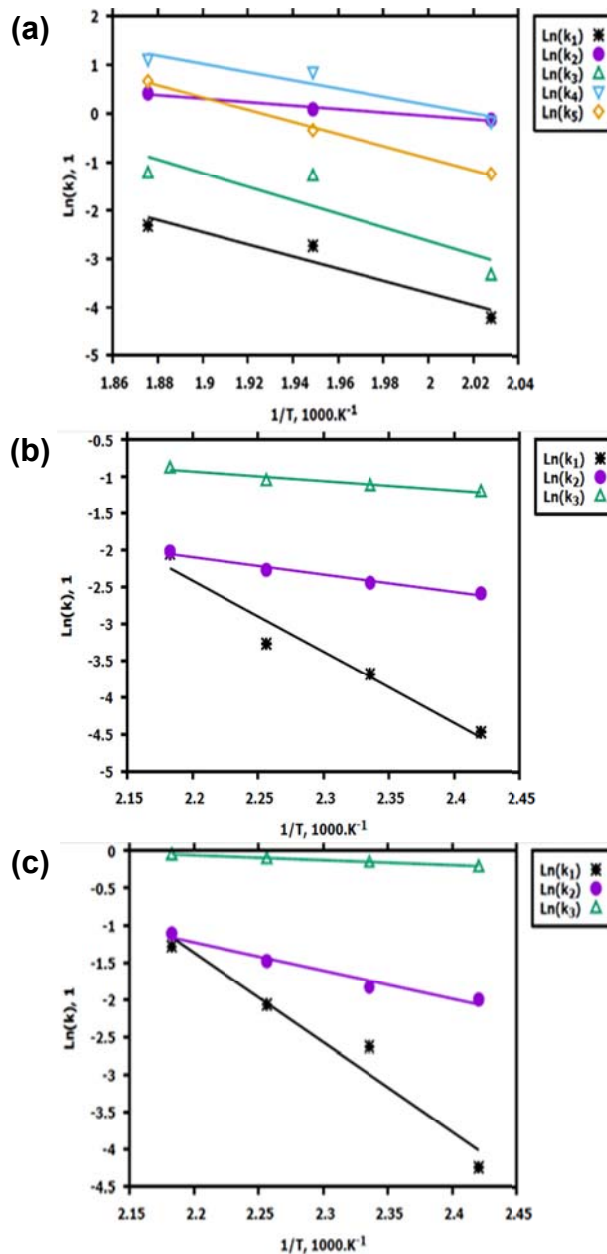 (a)
2
1
0
-1
-2
-3
-4
-5
Ln(k), 1
1.86
1.88
1.9
1.92
1.94
1.96
1.98
2
2.02
2.04
1/T, 1000.K⁻¹
Ln(k₁)
Ln(k₂)
Ln(k₃)
Ln(k₄)
Ln(k₅)
(b)
-0.5
-1
-1.5
-2
-2.5
-3
-3.5
-4
-4.5
-5
Ln(k), 1
2.15
2.2
2.25
2.3
2.35
2.4
2.45
1/T, 1000.K⁻¹
Ln(k₁)
Ln(k₂)
Ln(k₃)
(c)
0
-0.5
-1
-1.5
-2
-2.5
-3
-3.5
-4
-4.5
Ln(k), 1
2.15
2.2
2.25
2.3
2.35
2.4
2.45
1/T, 1000.K⁻¹
Ln(k₁)
Ln(k₂)
Ln(k₃)